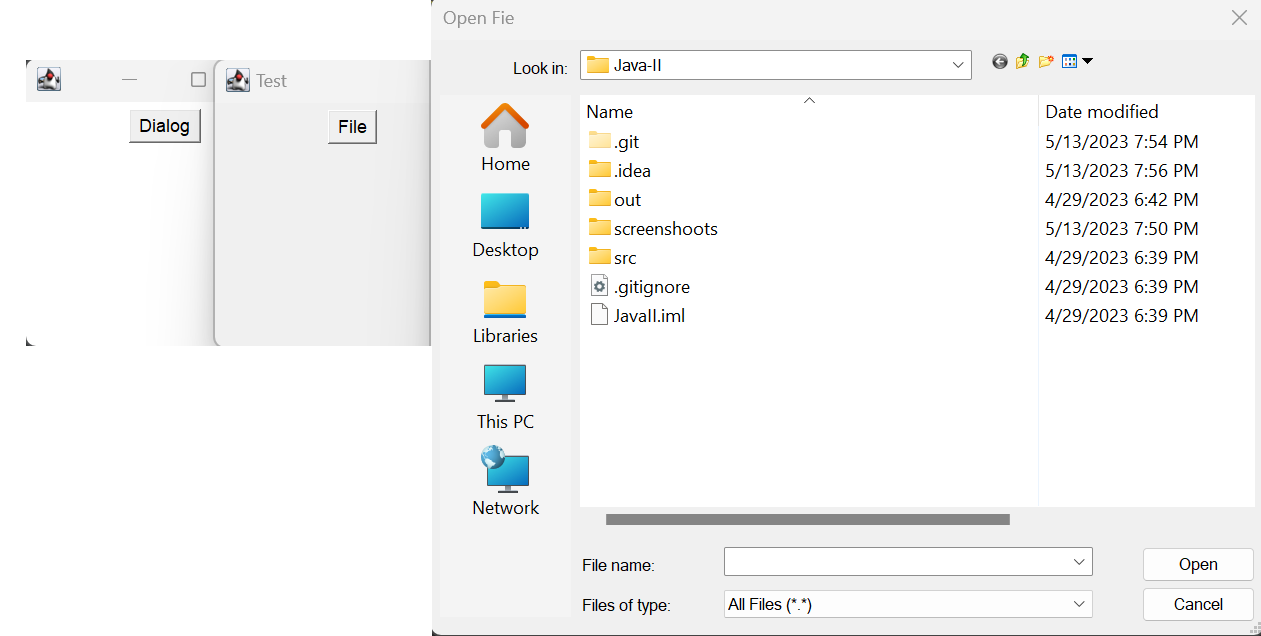 Open Fie
Look in: Java-II
Test
Dialog
File
Name Date modified
.git 5/13/2023 7:54 PM
.idea 5/13/2023 7:56 PM
out 4/29/2023 6:42 PM
screenshoots 5/13/2023 7:50 PM
src 4/29/2023 6:39 PM
.gitignore 4/29/2023 6:39 PM
JavaII.iml 4/29/2023 6:39 PM
Home
Desktop
Libraries
This PC
Network
File name:
Open
Files of type: All Files (*.*)
Cancel